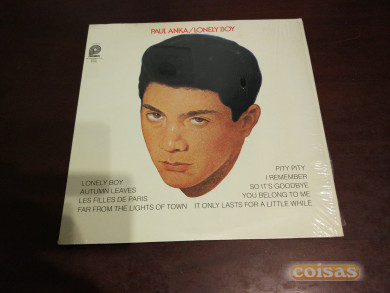 PAUL ANKA/LONELY BOY
LONELY BOY
AUTUMN LEAVES
LES FILLES DE PARIS
FAR FROM THE LIGHTS OF TOWN
PITY PITY
I REMEMBER
SO IT'S GOODBYE
YOU BELONG TO ME
IT ONLY LASTS FOR A LITTLE WHILE
coisas